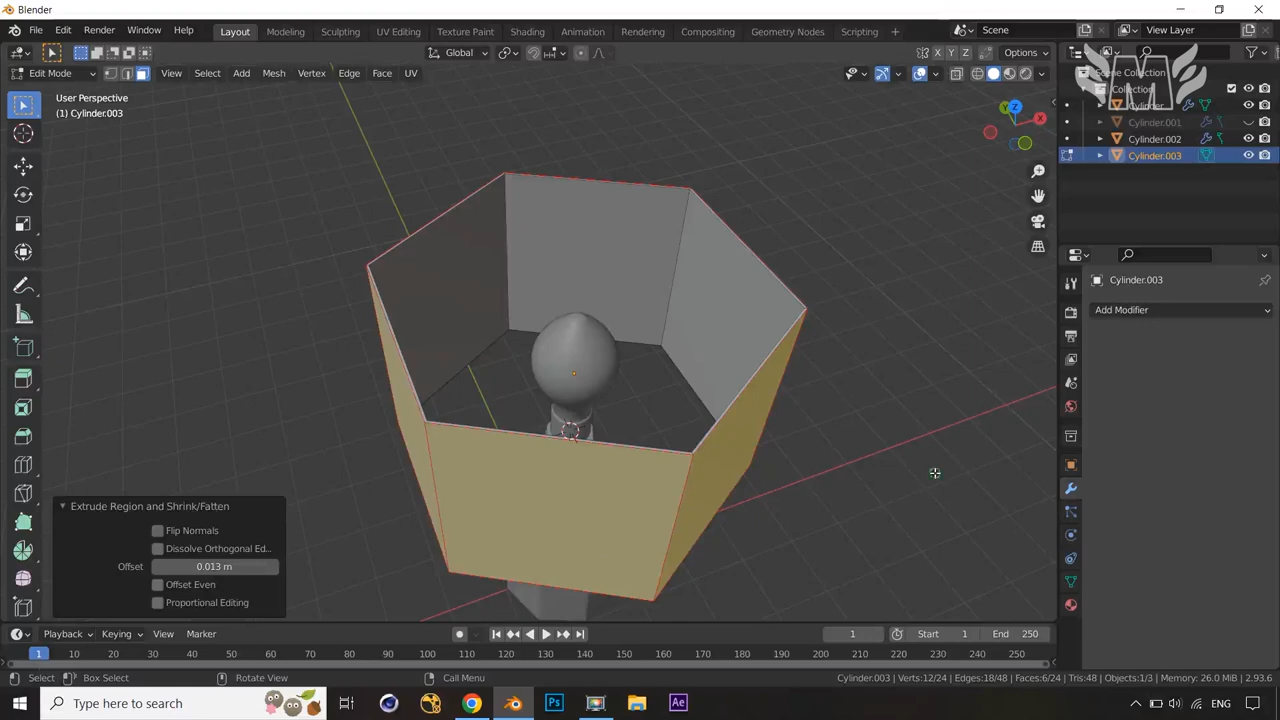 Blender
File Edit Render Window Help Layout Modeling Sculpting UV Editing Texture Paint Shading Animation Rendering Compositing Geometry Nodes Scripting + Scene View Layer
Global X Y Z Options
Edit Mode View Select Add Mesh Vertex Edge Face UV
Scene Collection
Collection
Cylinder
Cylinder.001
Cylinder.002
Cylinder.003
User Perspective
(1) Cylinder.003
Z
Y
X
Cylinder.003
Add Modifier
Extrude Region and Shrink/Fatten
Flip Normals
Dissolve Orthogonal Ed...
Offset 0.013 m
Offset Even
Proportional Editing
Playback Keying View Marker 1 Start 1 End 250
1 10 20 30 40 50 60 70 80 90 100 110 120 130 140 150 160 170 180 190 200 210 220 230 240 250
Select Box Select Rotate View Call Menu Cylinder.003 | Verts:12/24 | Edges:18/48 | Faces:6/24 | Tris:48 | Objects:1/3 | Memory: 26.0 MiB | 2.93.6
Type here to search Ps Ae ENG